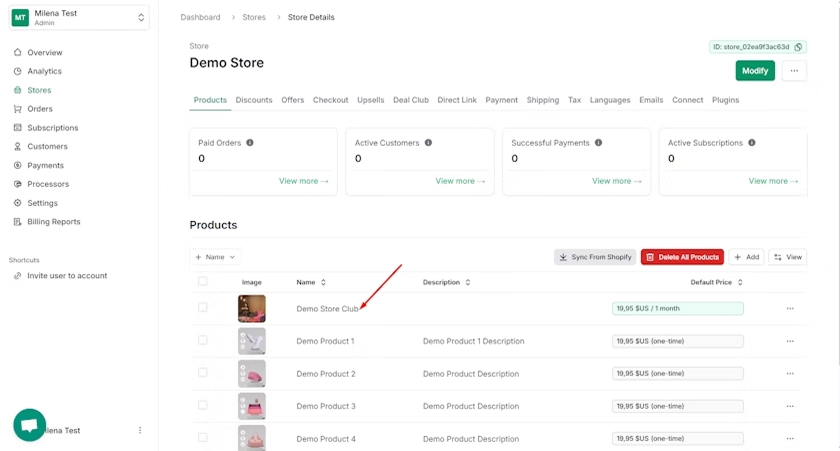 MT
Milena Test
Admina
Overview
Analytics
Stores
Orders
Subscriptions
Customers
Payments
Processors
Settings
Billing Reports
Shortcuts
Invite user to account
ilena Test
Dashboard > Stores > Store Details
Store
Demo Store
ID: store_02ea9f3ac63d
Modify
Products Discounts Offers Checkout Upsells Deal Club Direct Link Payment Shipping Tax Languages Emails Connect Plugins
Paid Orders
0
View more →
Active Customers
0
View more →
Successful Payments
0
View more →
Active Subscriptions
0
View more →
Products
+ Name
Sync From Shopify
Delete All Products
+ Add
View
Image Name Description Default Price
Demo Store Club 19,95 $US / 1 month
Demo Product 1 Demo Product 1 Description 19,95 $US (one-time)
Demo Product 2 Demo Product Description 19,95 $US (one-time)
Demo Product 3 Demo Product Description 19,95 $US (one-time)
Demo Product 4 Demo Product Description 19,95 $US (one-time)